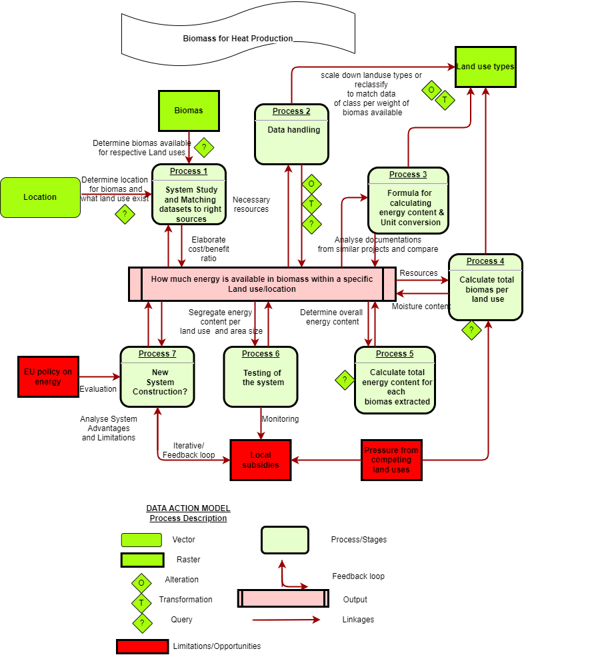 Biomass for Heat Production
Land use types
scale down landuse types or
reclassify
to match data
of class per weight of
biomas available
O
T
Process 2
Data handling
Biomas
Determine biomas available
for respective Land uses
?
Process 1
System Study
and Matching
datasets to right
sources
Location
Determine location
for biomas and
what land use exist
?
Necessary
resources
O
T
?
Process 3
Formula for
calculating
energy content &
Unit conversion
Elaborate
cost/benefit
ratio
Analyse documentations
from similar projects and compare
Process 4
Calculate total
biomas per
land use
?
How much energy is available in biomass within a specific
Land use/location
Resources
Moisture content
Segregate energy
content per
land use and area size
Determine overall
energy content
Process 7
New
System
Construction?
Process 6
Testing of
the system
Process 5
Calculate total
energy content for
each
biomas extracted
?
EU policy on
energy
Evaluation
Analyse System
Advantages
and Limitations
Monitoring
Iterative/
Feedback loop
Local
subsidies
Pressure from
competing
land uses
DATA ACTION MODEL
Process Description
Vector
Raster
O
Alteration
T
Transformation
?
Query
Limitations/Opportunities
Process/Stages
Feedback loop
Output
Linkages